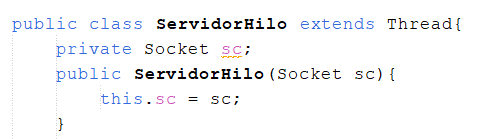 public class ServidorHilo extends Thread{
private Socket sc;
public ServidorHilo(Socket sc){
this.sc = sc;
}